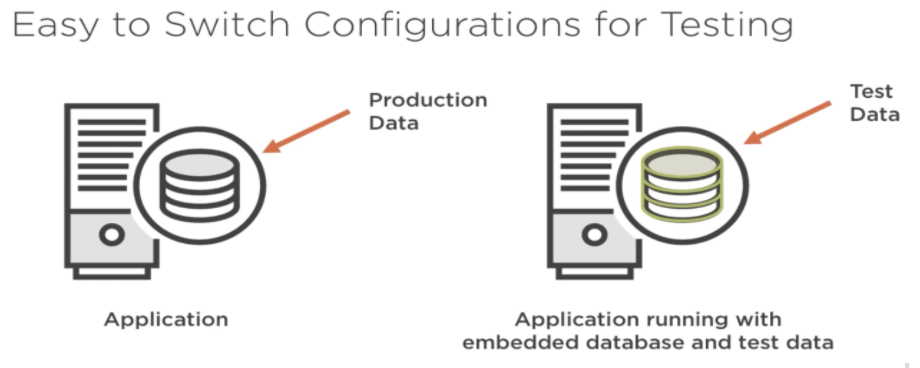 Easy to Switch Configurations for Testing
Production
Data
Test
Data
Application
Application running with
embedded database and test data